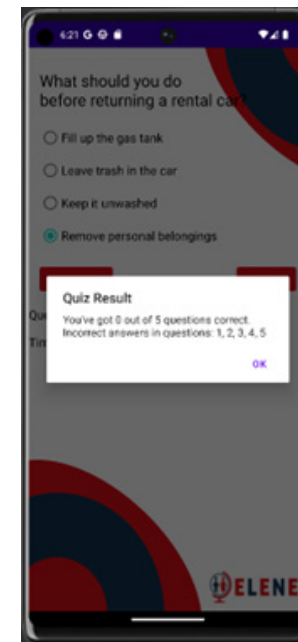 6:21
What should you do
before returning a rental car?
Fill up the gas tank
Leave trash in the car
Keep it unwashed
Remove personal belongings
Quiz Result
You've got 0 out of 5 questions correct.
Incorrect answers in questions: 1, 2, 3, 4, 5
OK
ELENE